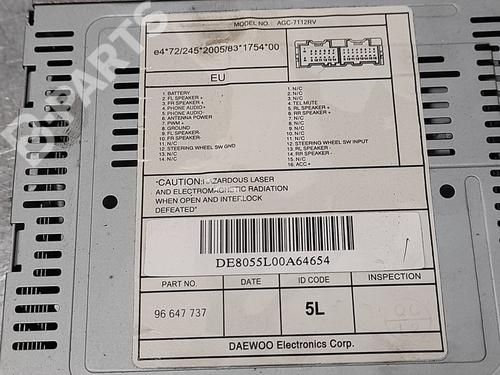 MODEL NO. AGC-7112RV
e4*72/245*2005/83*1754*00
EU
1. BATTERY
2. FL SPEAKER+
3. FR SPEAKER+
4. PHONE AUDIO+
5. PHONE AUDIO-
6. ANTENNA POWER
7. PWM+
8. GROUND
9. FL SPEAKER-
10. FR SPEAKER-
11. N/C
12. STEERING WHEEL SW GND
13. N/C
14. N/C
1. N/C
2. N/C
3. N/C
4. TEL MUTE
5. RL SPEAKER+
6. RR SPEAKER+
7. N/C
8. N/C
9. N/C
10. N/C
11. N/C
12. STEERING WHEEL SW INPUT
13. RL SPEAKER-
14. RR SPEAKER-
15. N/C
16. ACC+
*CAUTION: HAZARDOUS LASER
AND ELECTROMAGNETIC RADIATION
WHEN OPEN AND INTERLOCK
DEFEATED*
DE8055L00A64654
PART NO. DATE ID CODE INSPECTION
96 647 737 5L
DAEWOO Electronics Corp.